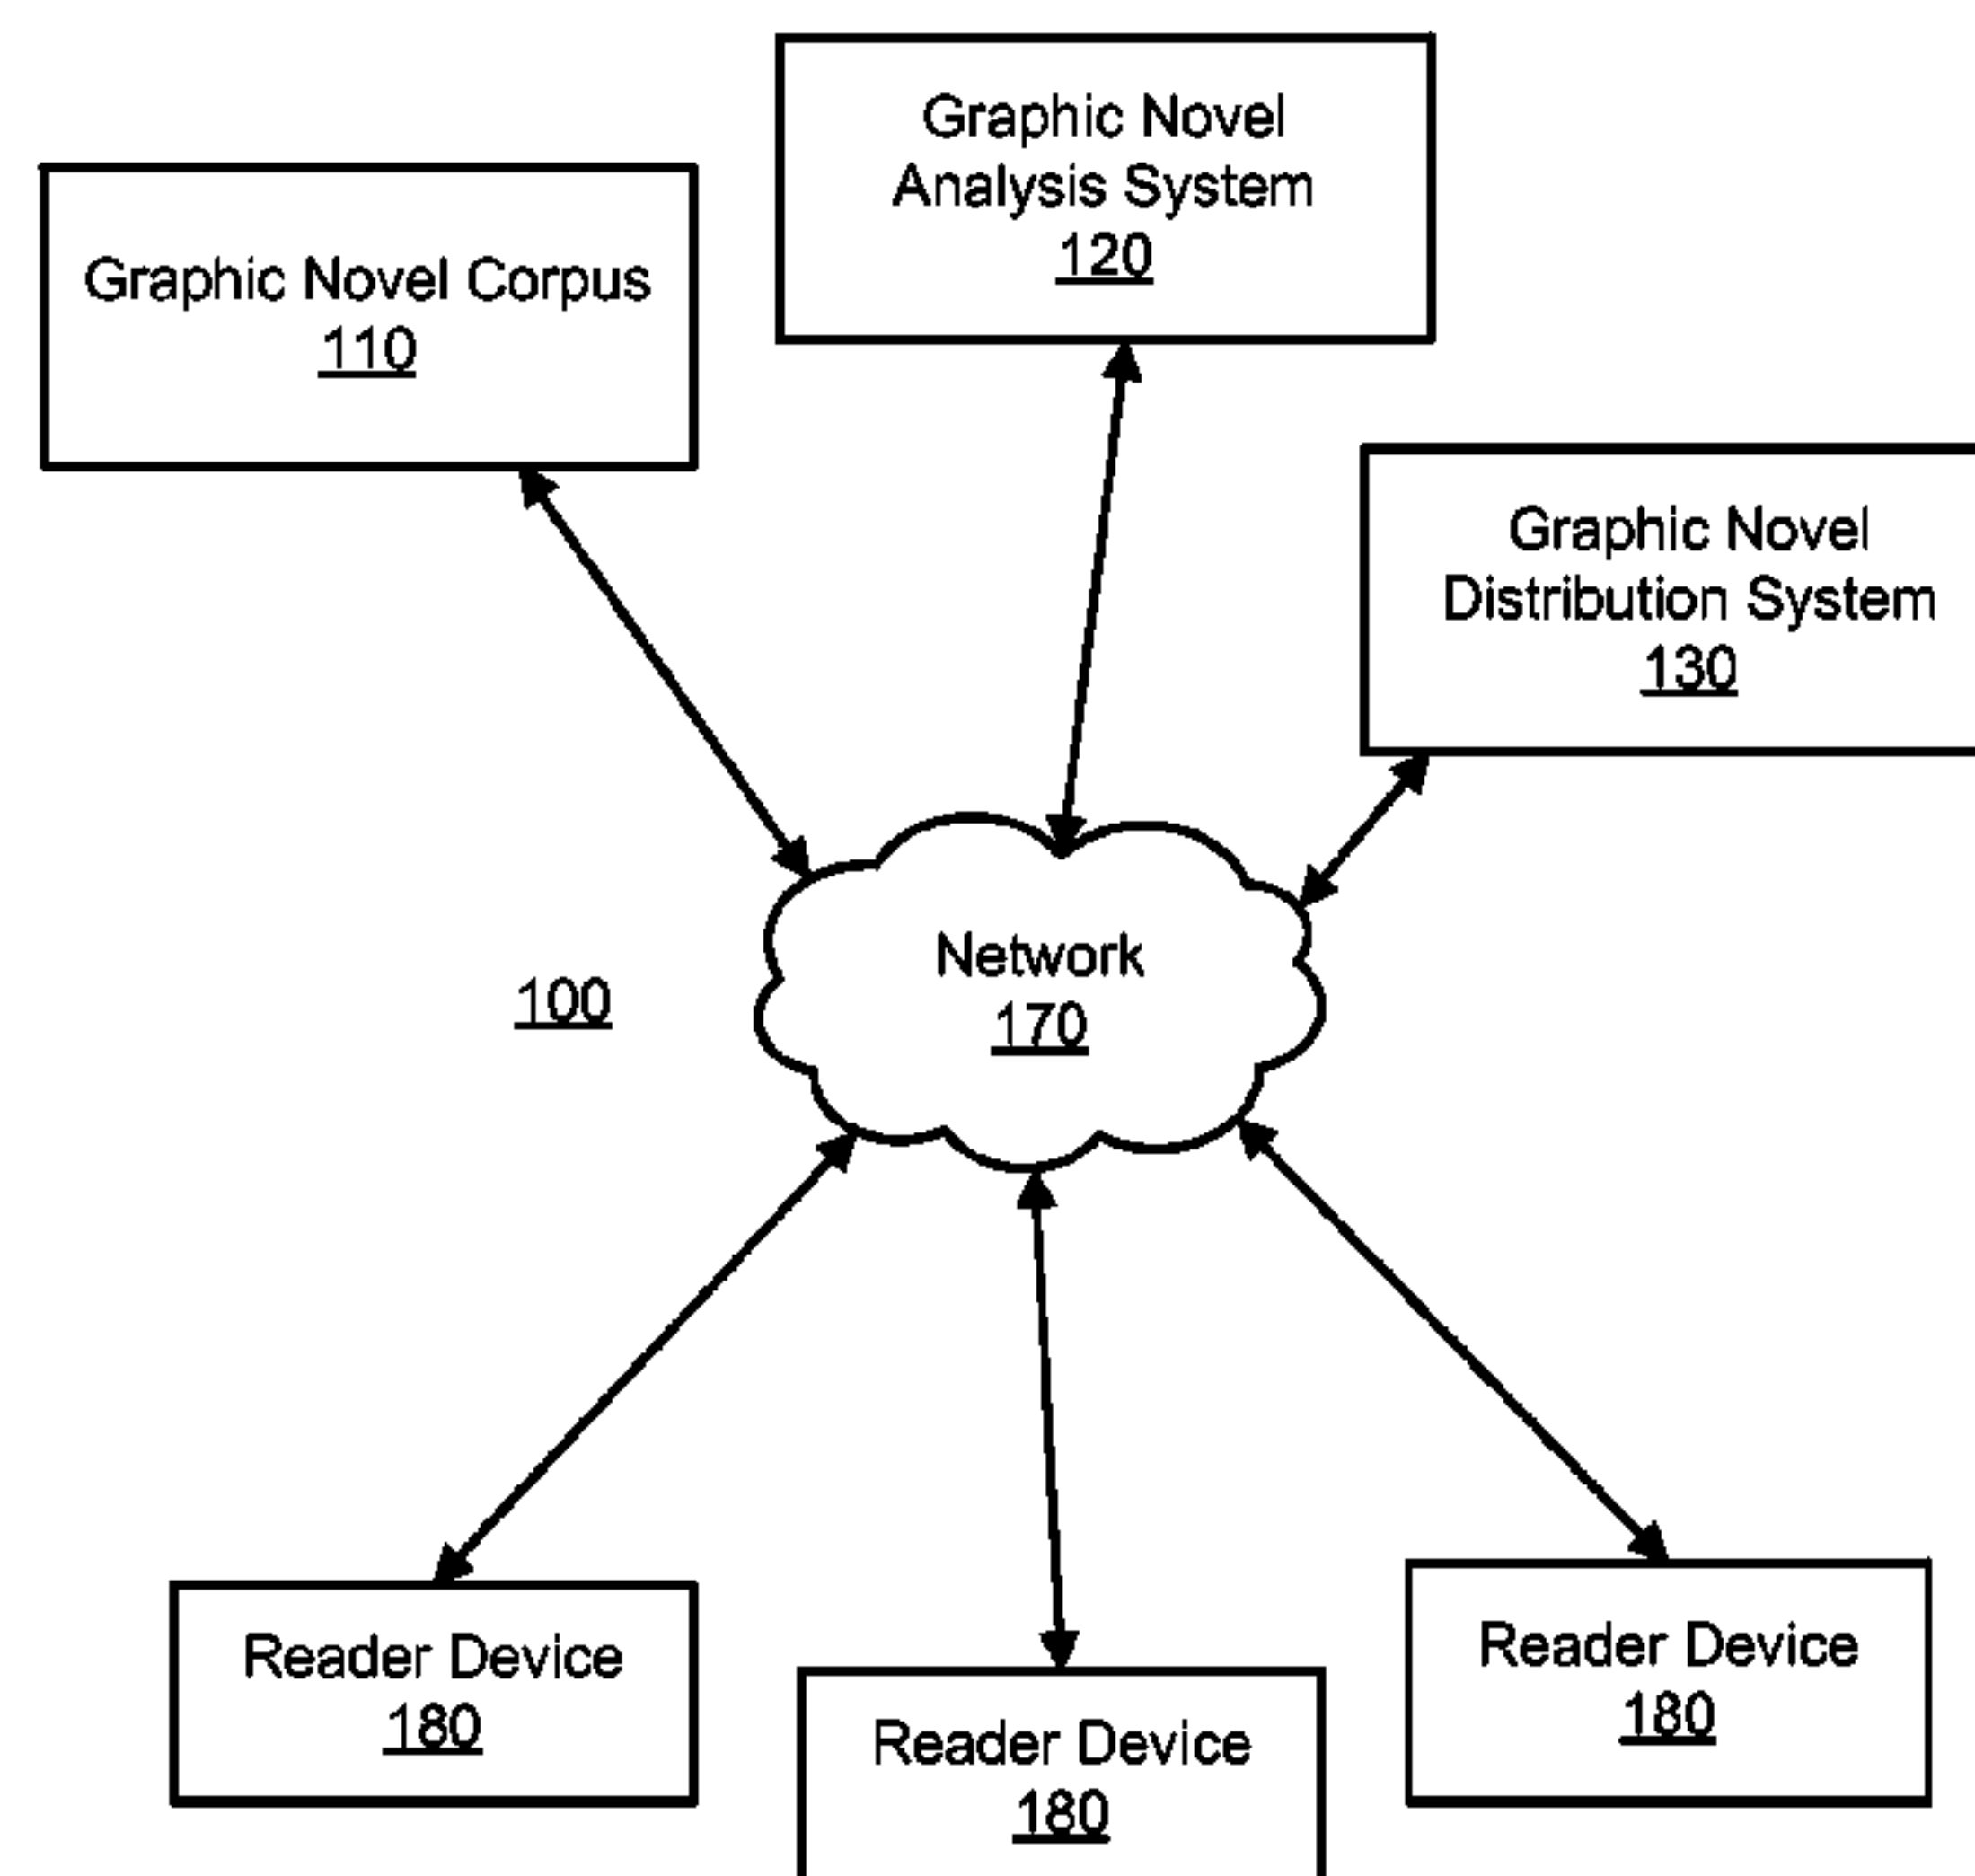 Graphic Novel
Analysis System
120
Graphic Novel Corpus
110
Graphic Novel
Distribution System
130
Network
170
100
Reader Device
180
Reader Device
180
Reader Device
180